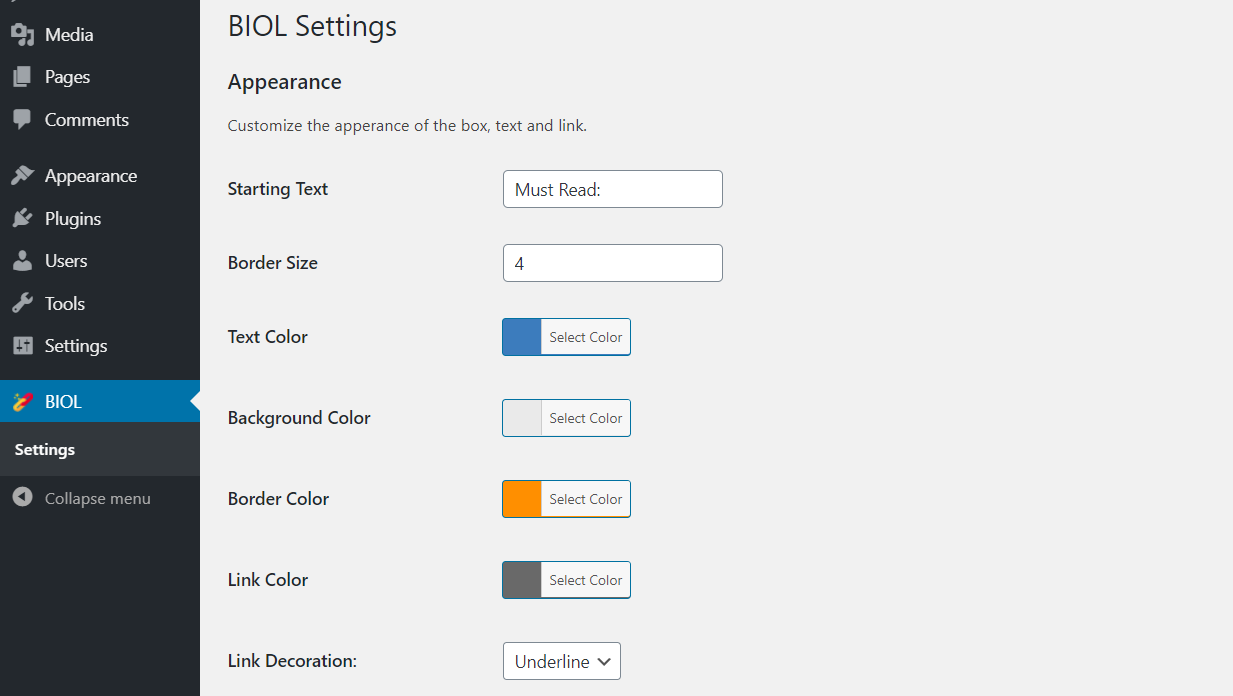 Media
Pages
Comments
Appearance
Plugins
Users
Tools
Settings
BIOL
Settings
Collapse menu
BIOL Settings
Appearance
Customize the apperance of the box, text and link.
Starting Text Must Read:
Border Size 4
Text Color Select Color
Background Color Select Color
Border Color Select Color
Link Color Select Color
Link Decoration: Underline